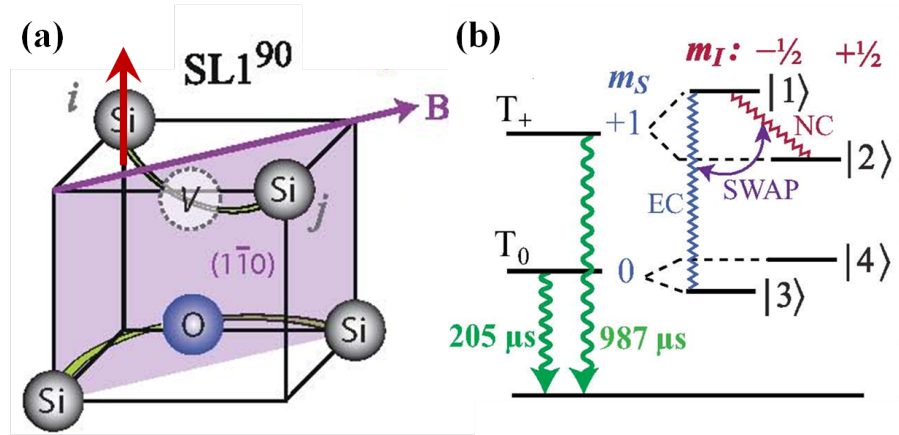 (a)
SL1⁹⁰
i
Si
B
V
Si
j
(11̄0)
O
Si
Si
(b)
m_I: −½ +½
m_S
T₊
+1
|1⟩
NC
|2⟩
SWAP
EC
T₀
0
|4⟩
|3⟩
205 µs
987 µs